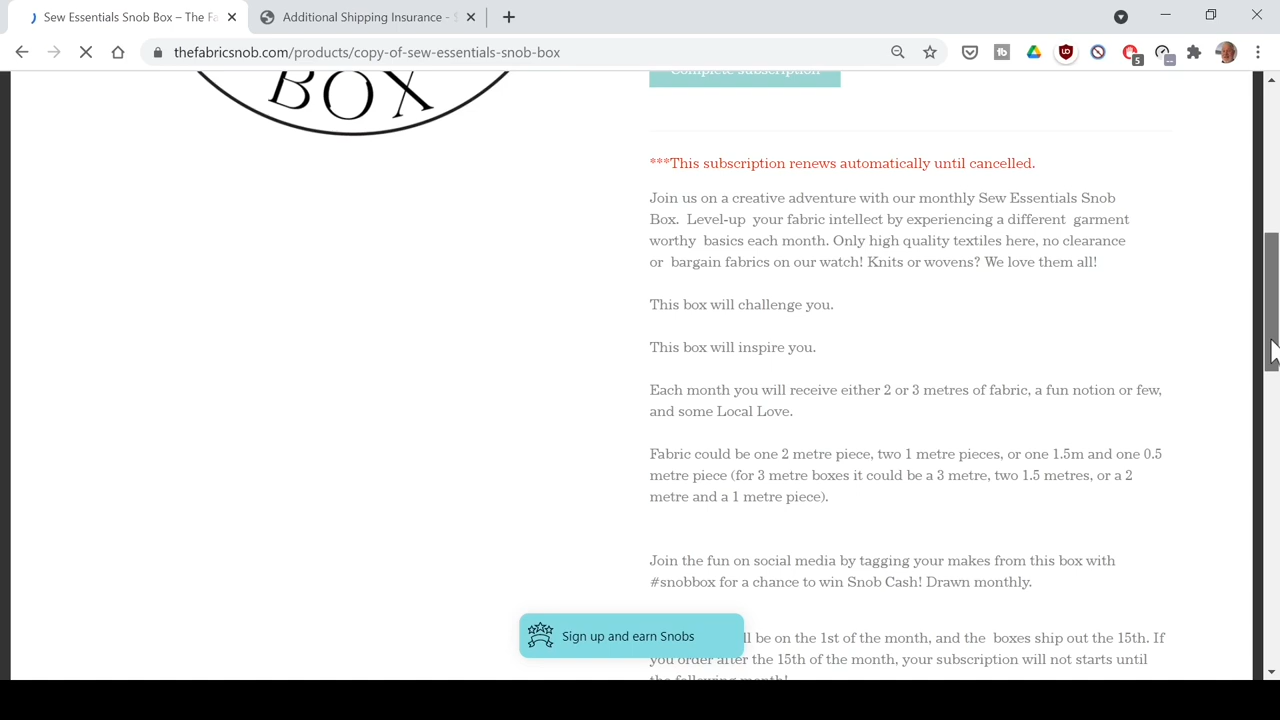 Sew Essentials Snob Box – The Fa
Additional Shipping Insurance - S
thefabricsnob.com/products/copy-of-sew-essentials-snob-box
5
BOX
Complete subscription
***This subscription renews automatically until cancelled.
Join us on a creative adventure with our monthly Sew Essentials Snob
Box. Level-up your fabric intellect by experiencing a different garment
worthy basics each month. Only high quality textiles here, no clearance
or bargain fabrics on our watch! Knits or wovens? We love them all!
This box will challenge you.
This box will inspire you.
Each month you will receive either 2 or 3 metres of fabric, a fun notion or few,
and some Local Love.
Fabric could be one 2 metre piece, two 1 metre pieces, or one 1.5m and one 0.5
metre piece (for 3 metre boxes it could be a 3 metre, two 1.5 metres, or a 2
metre and a 1 metre piece).
Join the fun on social media by tagging your makes from this box with
#snobbox for a chance to win Snob Cash! Drawn monthly.
Sign up and earn Snobs
be on the 1st of the month, and the boxes ship out the 15th. If
you order after the 15th of the month, your subscription will not starts until
the following month!